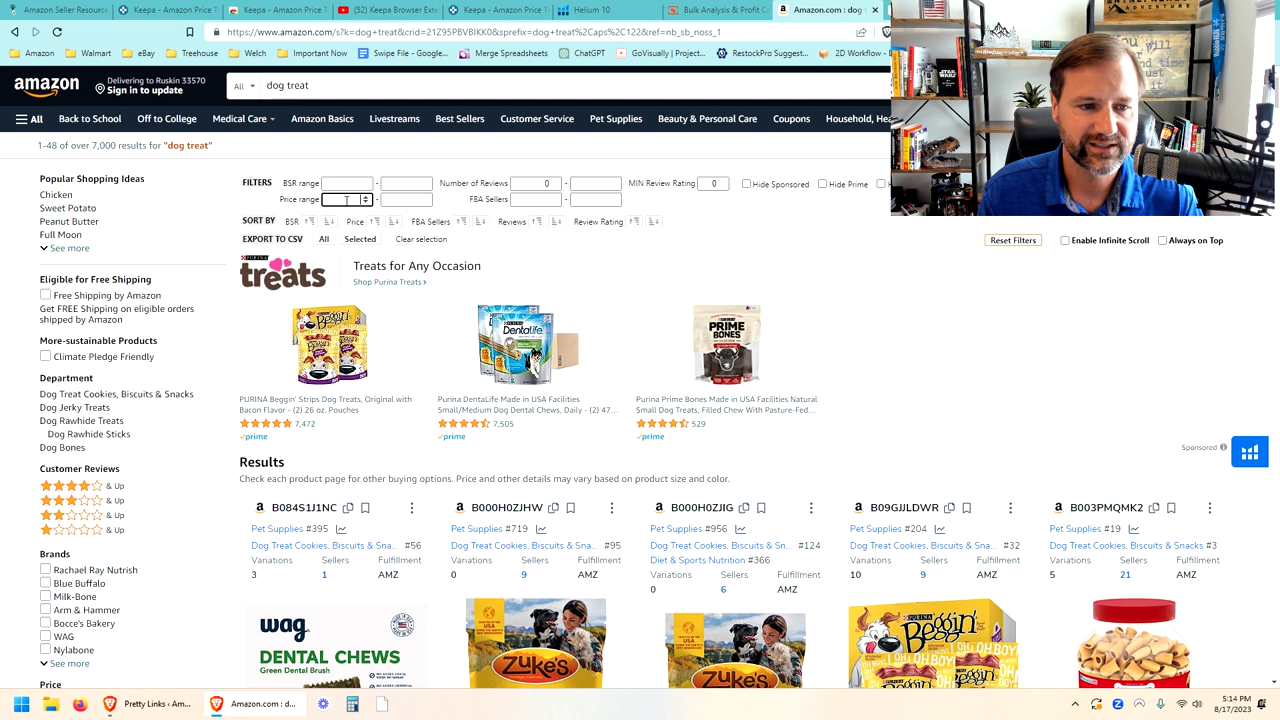 Amazon Seller Resource
Keepa - Amazon Price T
Keepa - Amazon Price T
(52) Keepa Browser Ext
Keepa - Amazon Price T
Helium 10
Bulk Analysis & Profit C
Amazon.com : dog
https://www.amazon.com/s?k=dog+treat&crid=21Z95PBVBIKK0&sprefix=dog+treat%2Caps%2C122&ref=nb_sb_noss_1
Amazon
Walmart
eBay
Treehouse
Welch
Important Note
Swipe File - Google...
Merge SKUs
ChatGPT
GoVisually | Project...
RestockProSuggest...
2D Workflow - L
amazon
Delivering to Ruskin 33570
Sign in to update
All
dog treat
All
Back to School
Off to College
Medical Care
Amazon Basics
Livestreams
Best Sellers
Customer Service
Pet Supplies
Beauty & Personal Care
Coupons
Household, Hea
1-48 of over 7,000 results for "dog treat"
Popular Shopping Ideas
Chicken
Sweet Potato
Peanut Butter
Full Moon
See more
Eligible for Free Shipping
Free Shipping by Amazon
Get FREE Shipping on eligible orders
shipped by Amazon
More-sustainable Products
Climate Pledge Friendly
Department
Dog Treat Cookies, Biscuits & Snacks
Dog Jerky Treats
Dog Rawhide Treats
Dog Rawhide Sticks
Dog Bones
Customer Reviews
& Up
& Up
& Up
& Up
Brands
Rachael Ray Nutrish
Blue Buffalo
Milk-Bone
Arm & Hammer
Bocce's Bakery
WAG
Nylabone
See more
Price
FILTERS
BSR range - Number of Reviews 0 - MIN Review Rating 0 Hide Sponsored Hide Prime H
Price range - FBA Sellers -
SORT BY BSR Price FBA Sellers Reviews Review Rating
EXPORT TO CSV All Selected Clear selection
Reset Filters
Enable Infinite Scroll
Always on Top
PURINA
treats
Treats for Any Occasion
Shop Purina Treats ›
PURINA Beggin' Strips Dog Treats, Original with
Bacon Flavor - (2) 26 oz. Pouches
7,472
prime
Purina DentaLife Made in USA Facilities
Small/Medium Dog Dental Chews, Daily - (2) 47...
7,505
prime
Purina Prime Bones Made in USA Facilities Natural
Small Dog Treats, Filled Chew With Pasture-Fed...
529
prime
Sponsored
Results
Check each product page for other buying options. Price and other details may vary based on product size and color.
B084S1J1NC
Pet Supplies #395
Dog Treat Cookies, Biscuits & Sna... #56
Variations Sellers Fulfillment
3 1 AMZ
B000H0ZJHW
Pet Supplies #719
Dog Treat Cookies, Biscuits & Sna... #95
Variations Sellers Fulfillment
0 9 AMZ
B000H0ZJIG
Pet Supplies #956
Dog Treat Cookies, Biscuits & Sn... #124
Diet & Sports Nutrition #366
Variations Sellers Fulfillment
0 6 AMZ
B09GJJLDWR
Pet Supplies #204
Dog Treat Cookies, Biscuits & Sna... #32
Variations Sellers Fulfillment
10 9 AMZ
B003PMQMK2
Pet Supplies #19
Dog Treat Cookies, Biscuits & Snacks #3
Variations Sellers Fulfillment
5 21 AMZ
wag
DENTAL CHEWS
Green Dental Brush
Zuke's
Zuke's
PURINA
Beggin'
Pretty Links ‹ Am...
Amazon.com : d...
5:14 PM
8/17/2023